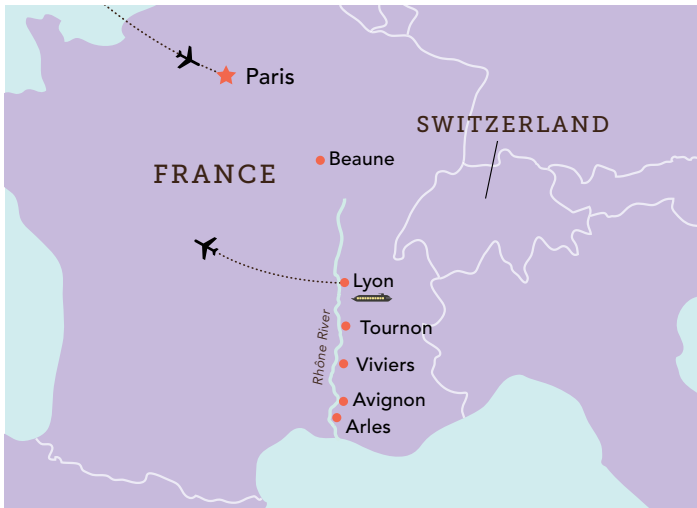 Paris
SWITZERLAND
Beaune
FRANCE
Lyon
Rhône River
Tournon
Viviers
Avignon
Arles